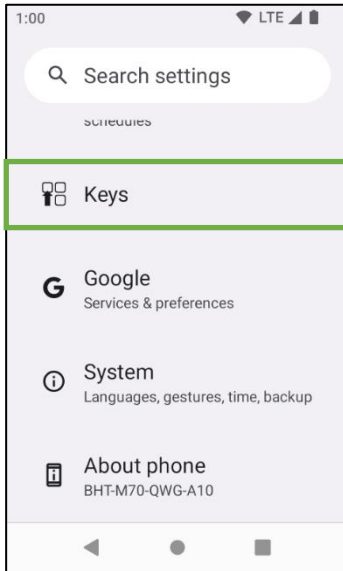 1:00 LTE
Search settings
schedules
Keys
Google
Services & preferences
System
Languages, gestures, time, backup
About phone
BHT-M70-QWG-A10